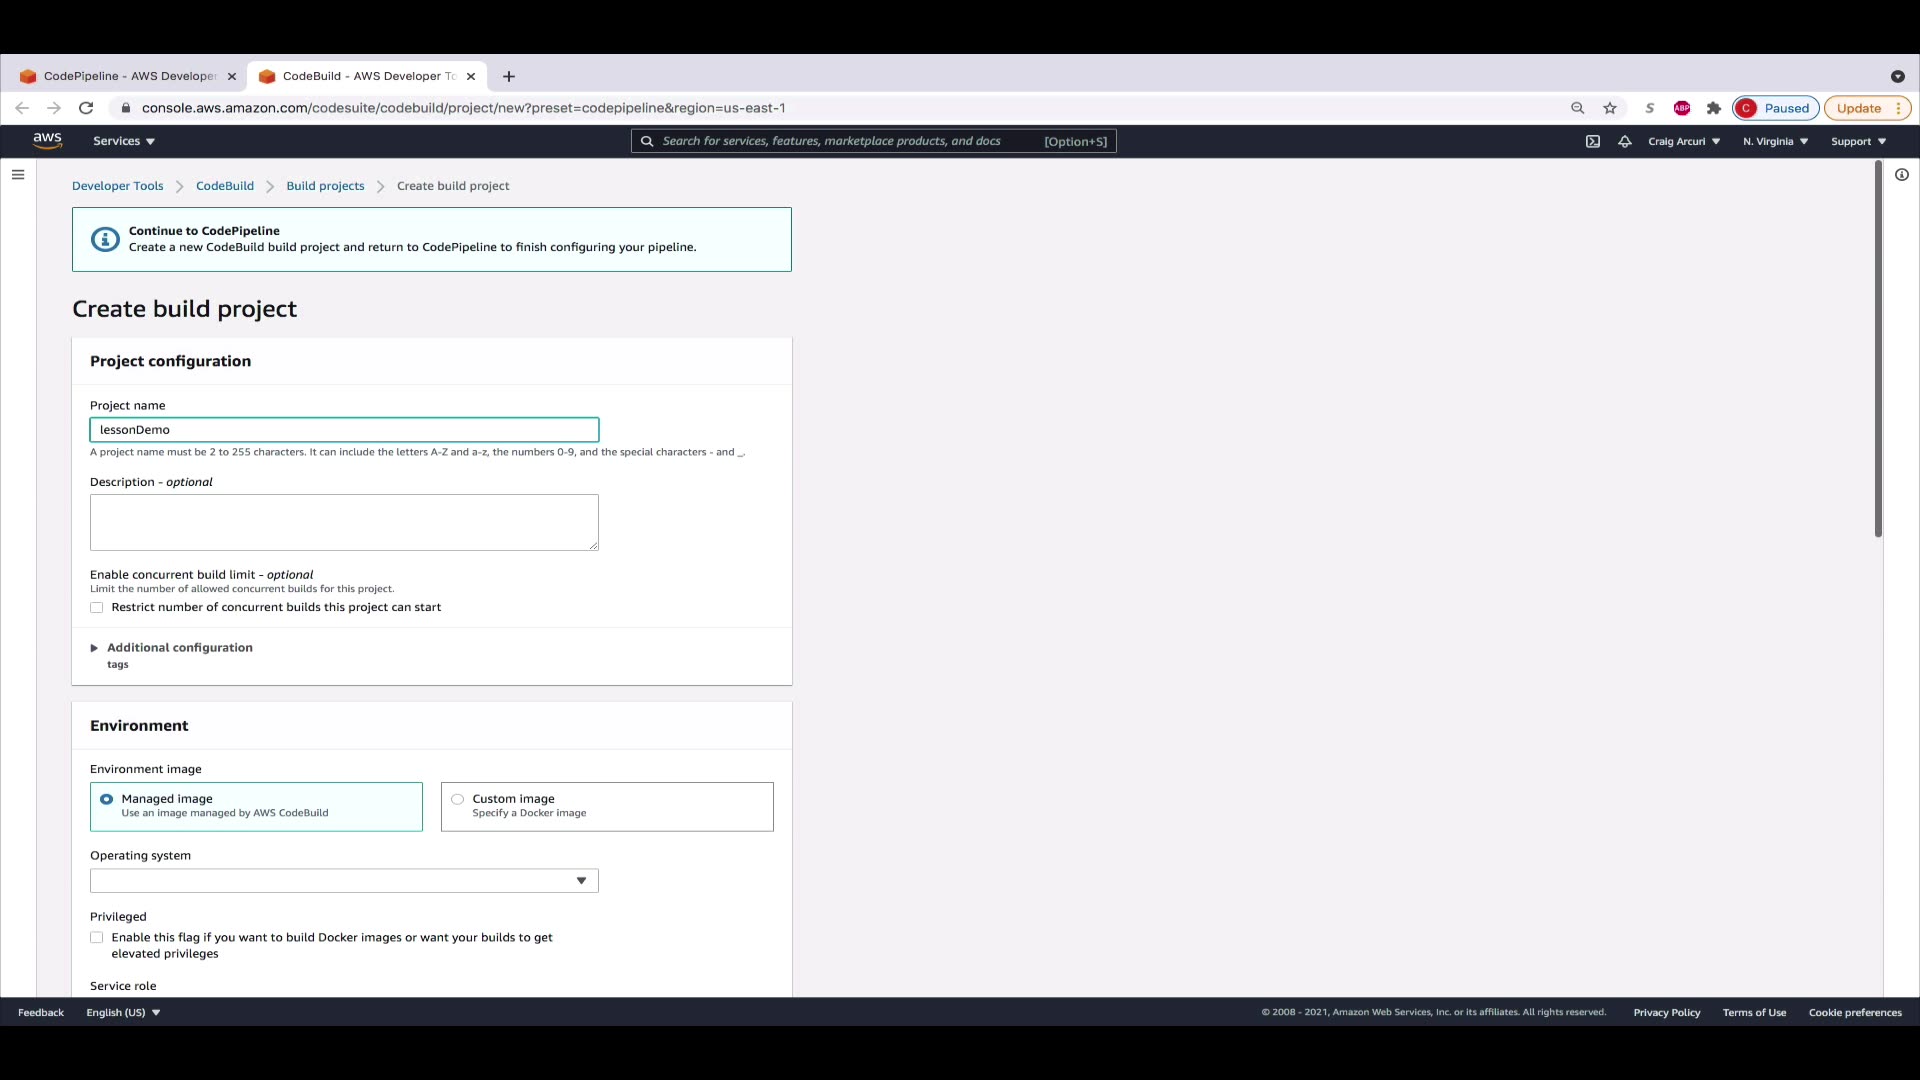 CodePipeline - AWS Developer
CodeBuild - AWS Developer To
console.aws.amazon.com/codesuite/codebuild/project/new?preset=codepipeline&region=us-east-1
S
ABP
C
Paused
Update
aws
Services
Search for services, features, marketplace products, and docs
[Option+S]
Craig Arcuri
N. Virginia
Support
Developer Tools
CodeBuild
Build projects
Create build project
Continue to CodePipeline
Create a new CodeBuild build project and return to CodePipeline to finish configuring your pipeline.
Create build project
Project configuration
Project name
lessonDemo
A project name must be 2 to 255 characters. It can include the letters A-Z and a-z, the numbers 0-9, and the special characters - and _.
Description - optional
Enable concurrent build limit - optional
Limit the number of allowed concurrent builds for this project.
Restrict number of concurrent builds this project can start
Additional configuration
tags
Environment
Environment image
Managed image
Use an image managed by AWS CodeBuild
Custom image
Specify a Docker image
Operating system
Privileged
Enable this flag if you want to build Docker images or want your builds to get
elevated privileges
Service role
Feedback
English (US)
© 2008 - 2021, Amazon Web Services, Inc. or its affiliates. All rights reserved.
Privacy Policy
Terms of Use
Cookie preferences